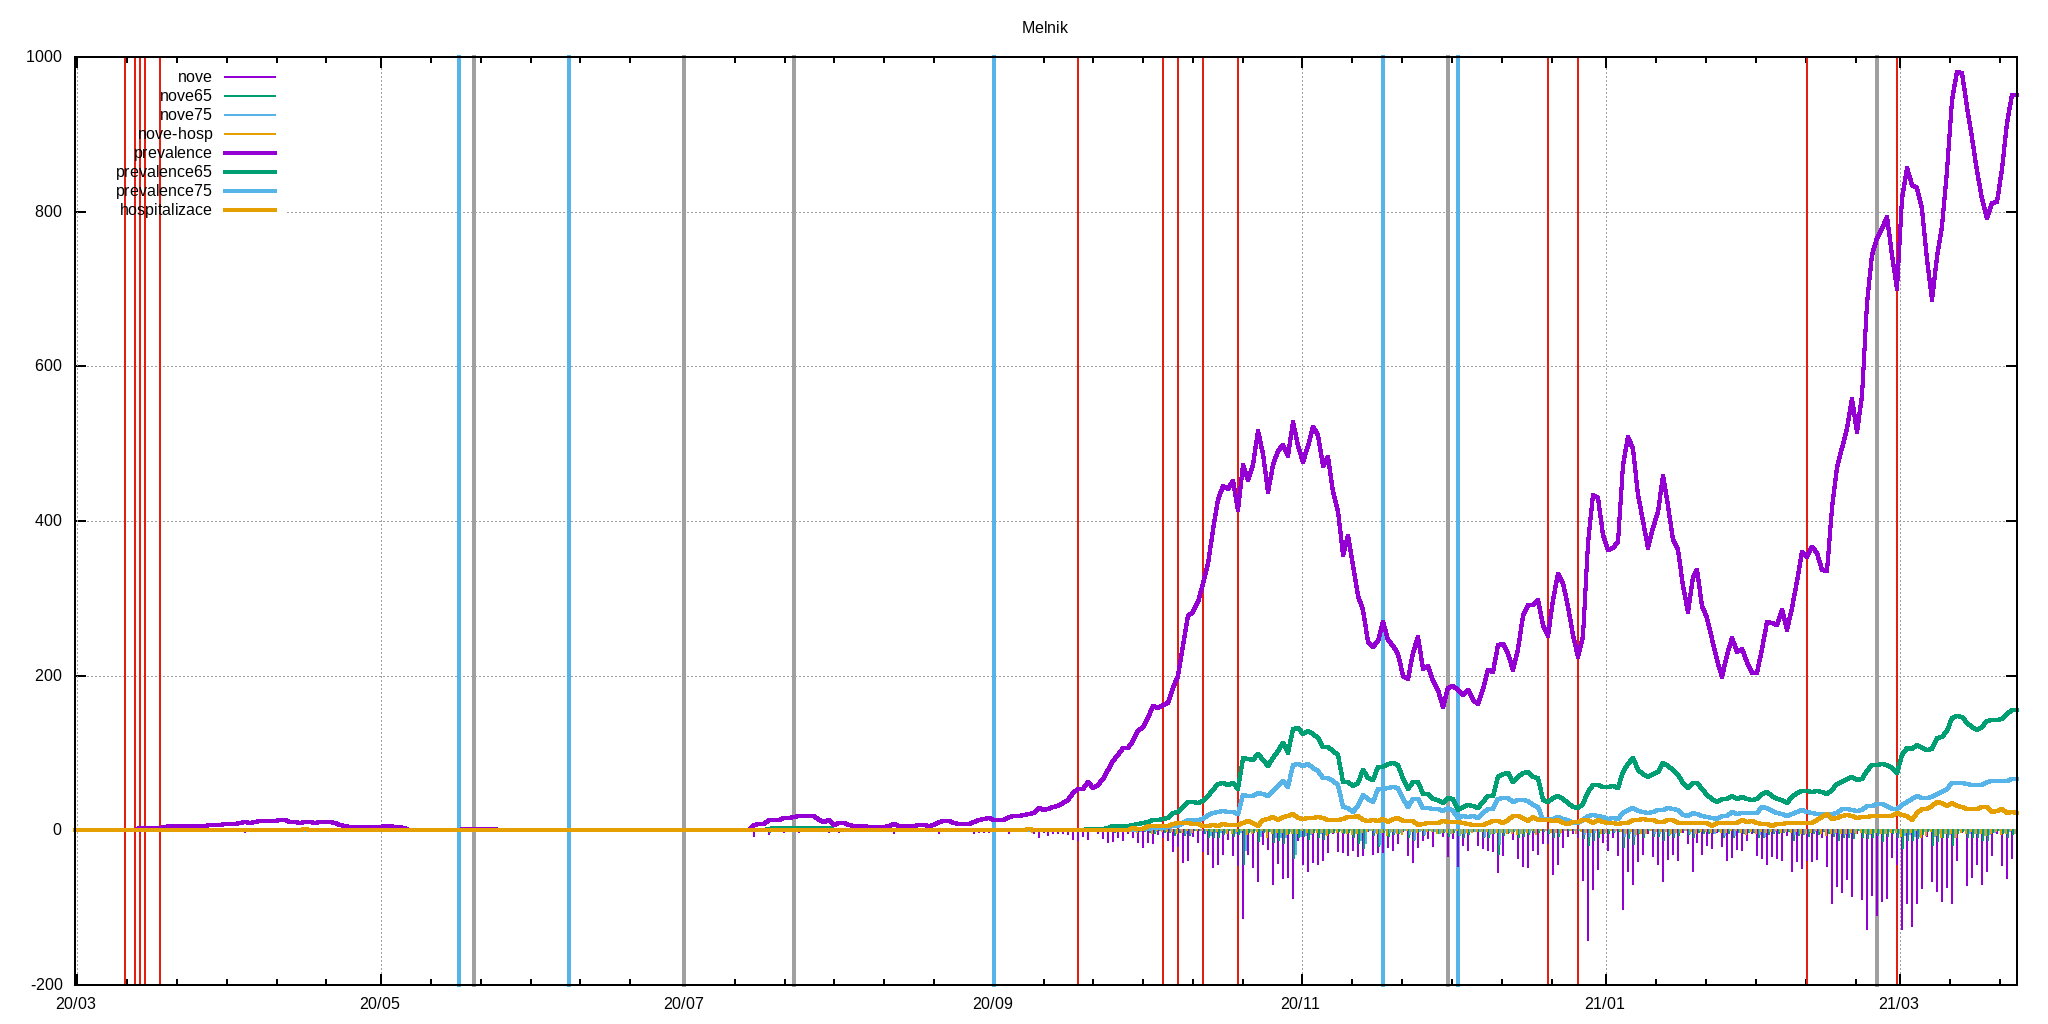 Melnik
1000
800
600
400
200
0
-200
nove
nove65
nove75
nove-hosp
prevalence
prevalence65
prevalence75
hospitalizace
20/03
20/05
20/07
20/09
20/11
21/01
21/03